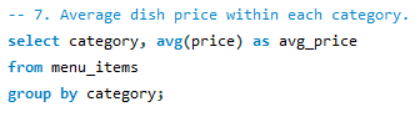 -- 7. Average dish price within each category.
select category, avg(price) as avg_price
from menu_items
group by category;